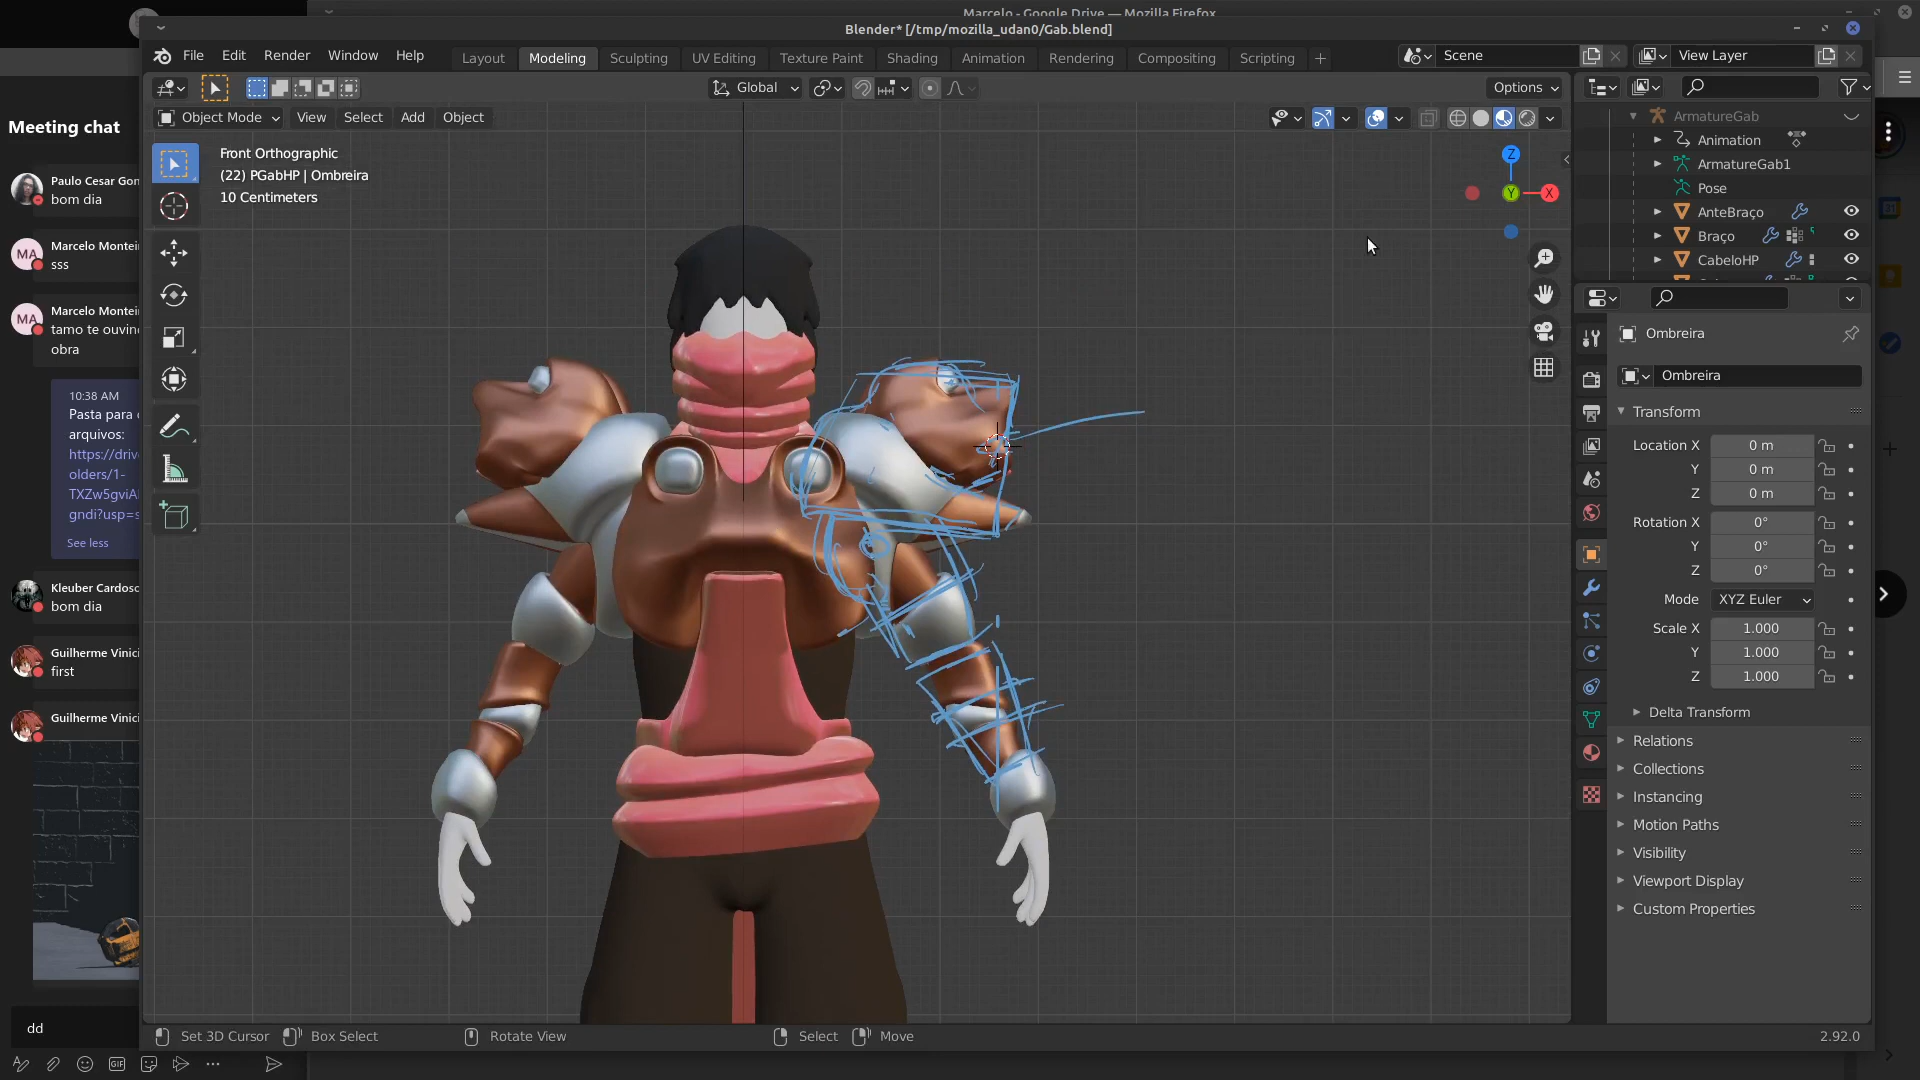 Marcelo - Google Drive — Mozilla Firefox
Blender* [/tmp/mozilla_udan0/Gab.blend]
File Edit Render Window Help
Layout Modeling Sculpting UV Editing Texture Paint Shading Animation Rendering Compositing Scripting +
Scene
View Layer
Global
Options
Object Mode View Select Add Object
Front Orthographic
(22) PGabHP | Ombreira
10 Centimeters
Z
Y
X
Meeting chat
Paulo Cesar Gon
bom dia
MA
Marcelo Montei
sss
MA
Marcelo Montei
tamo te ouvin
obra
10:38 AM
Pasta para
arquivos:
https://driv
olders/1-
TXZw5gviA
gndi?usp=s
See less
Kleuber Cardoso
bom dia
Guilherme Vinici
first
Guilherme Vinici
dd
GIF
ArmatureGab
Animation
ArmatureGab1
Pose
AnteBraço
Braço
CabeloHP
Ombreira
Ombreira
Transform
Location X 0 m
Y 0 m
Z 0 m
Rotation X 0°
Y 0°
Z 0°
Mode XYZ Euler
Scale X 1.000
Y 1.000
Z 1.000
Delta Transform
Relations
Collections
Instancing
Motion Paths
Visibility
Viewport Display
Custom Properties
Set 3D Cursor Box Select Rotate View Select Move
2.92.0